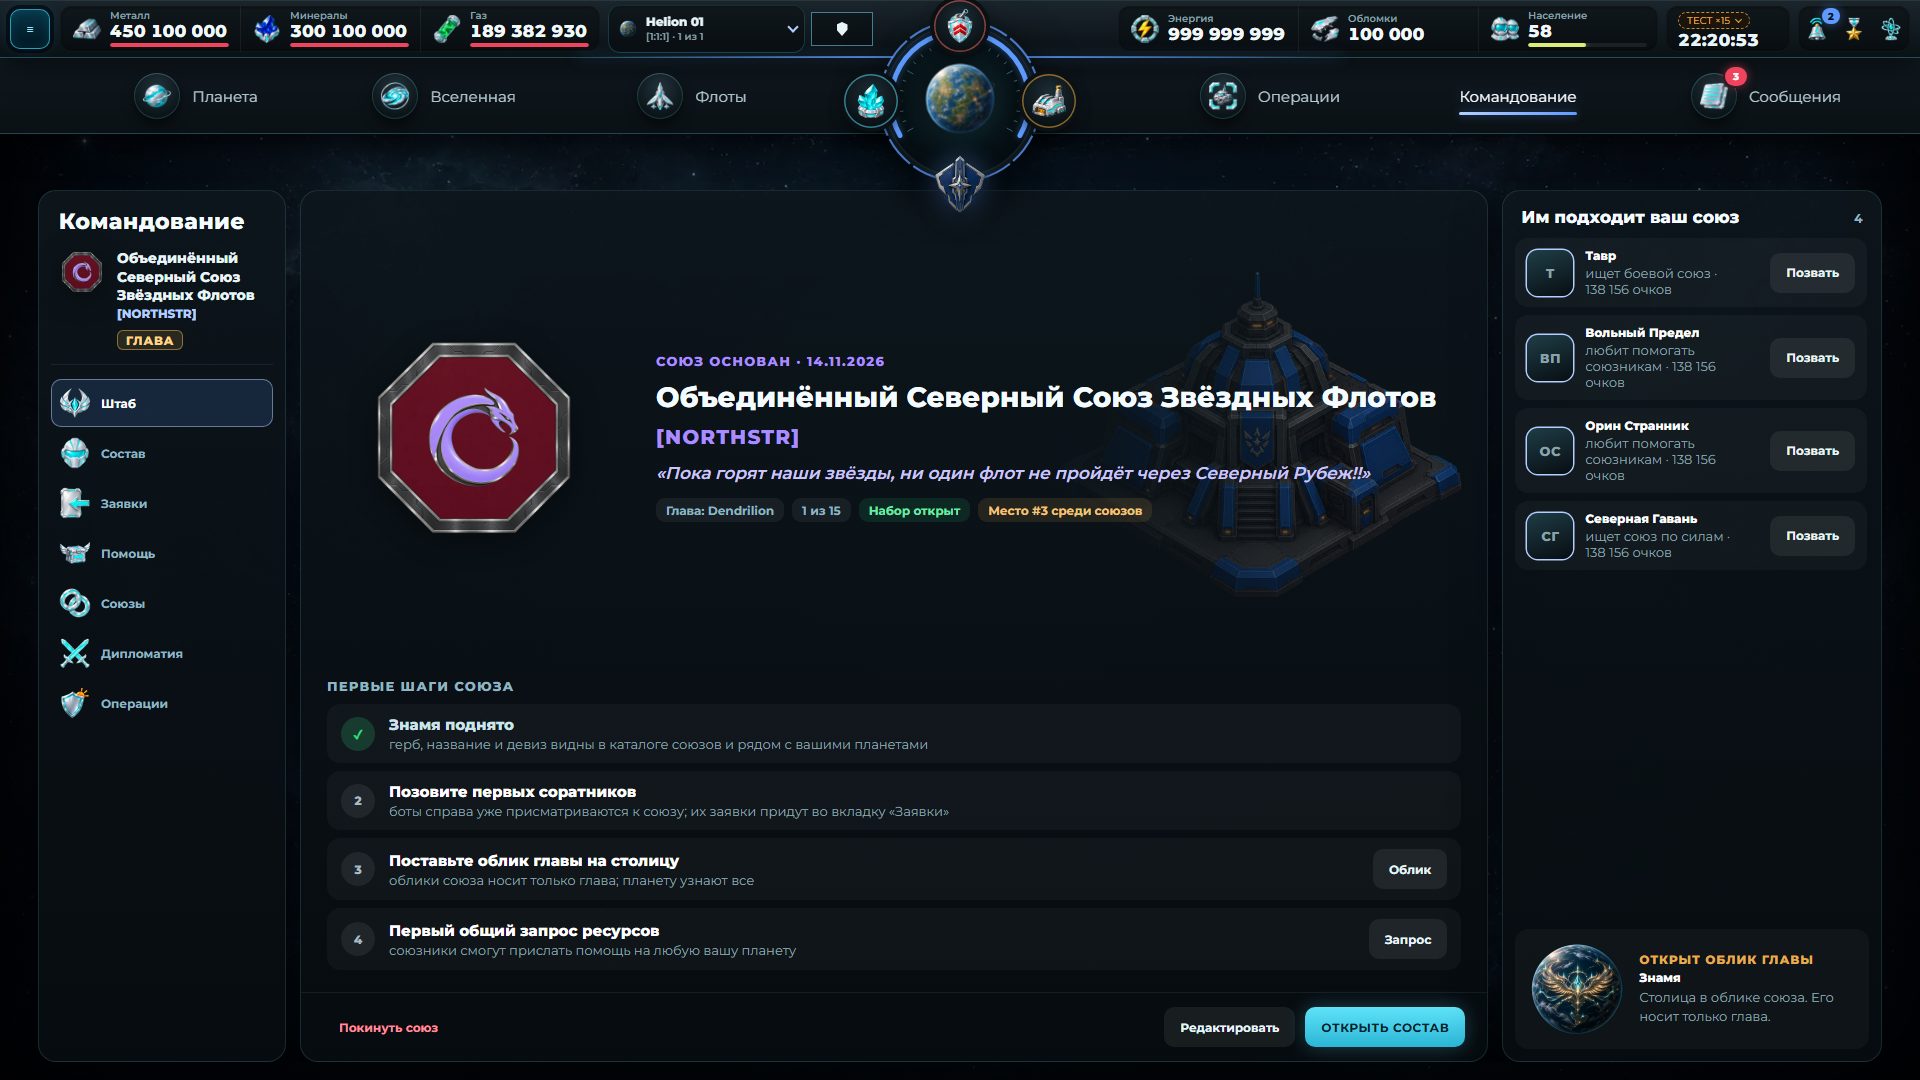 Металл
450 100 000
Минералы
300 100 000
Газ
189 382 930
Helion 01
[1:1:1] · 1 из 1
Энергия
999 999 999
Обломки
100 000
Население
58
ТЕСТ ×15
22:20:53
2
Планета
Вселенная
Флоты
Операции
Командование
3
Сообщения
Командование
Объединённый
Северный Союз
Звёздных Флотов
[NORTHSTR]
ГЛАВА
Штаб
Состав
Заявки
Помощь
Союзы
Дипломатия
Операции
СОЮЗ ОСНОВАН · 14.11.2026
Объединённый Северный Союз Звёздных Флотов
[NORTHSTR]
«Пока горят наши звёзды, ни один флот не пройдёт через Северный Рубеж!!»
Глава: Dendrilion
1 из 15
Набор открыт
Место #3 среди союзов
ПЕРВЫЕ ШАГИ СОЮЗА
✓
Знамя поднято
герб, название и девиз видны в каталоге союзов и рядом с вашими планетами
2
Позовите первых соратников
боты справа уже присматриваются к союзу; их заявки придут во вкладку «Заявки»
3
Поставьте облик главы на столицу
облики союза носит только глава; планету узнают все
Облик
4
Первый общий запрос ресурсов
союзники смогут прислать помощь на любую вашу планету
Запрос
Покинуть союз
Редактировать
ОТКРЫТЬ СОСТАВ
Им подходит ваш союз
4
Т
Тавр
ищет боевой союз ·
138 156 очков
Позвать
ВП
Вольный Предел
любит помогать
союзникам · 138 156
очков
Позвать
ОС
Орин Странник
любит помогать
союзникам · 138 156
очков
Позвать
СГ
Северная Гавань
ищет союз по силам ·
138 156 очков
Позвать
ОТКРЫТ ОБЛИК ГЛАВЫ
Знамя
Столица в облике союза. Его
носит только глава.